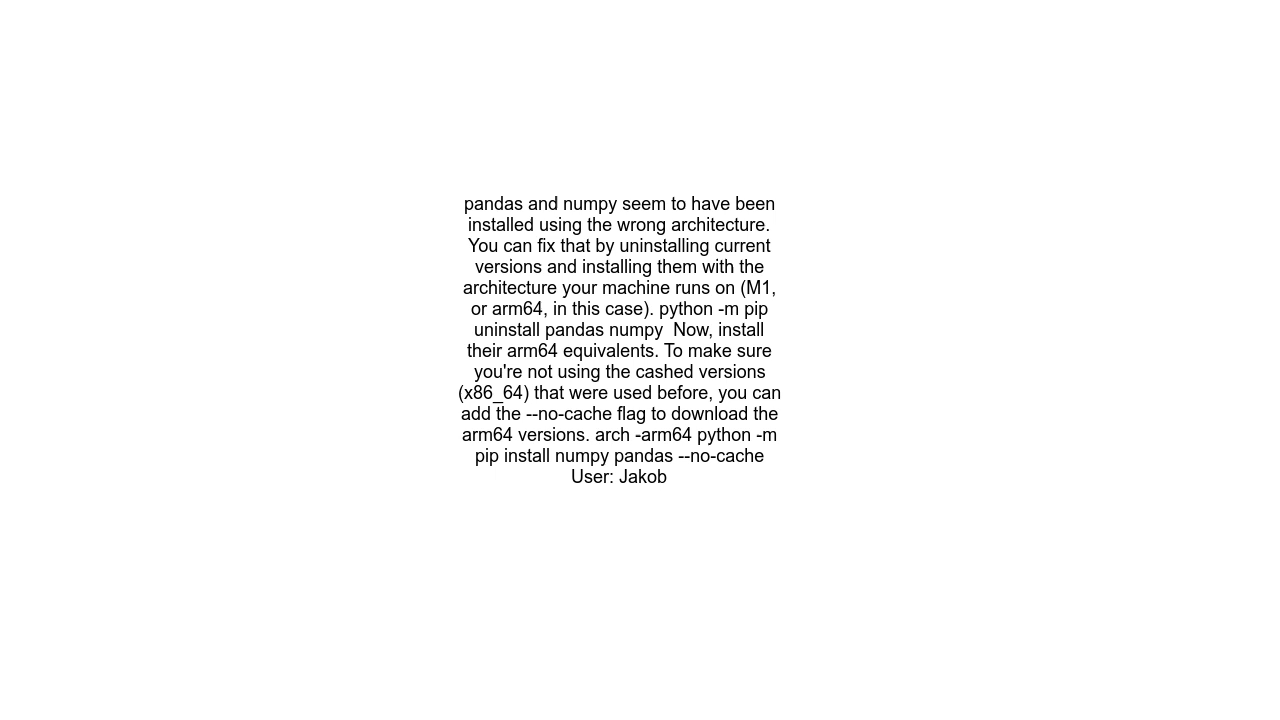 pandas and numpy seem to have been
installed using the wrong architecture.
You can fix that by uninstalling current
versions and installing them with the
architecture your machine runs on (M1,
or arm64, in this case). python -m pip
uninstall pandas numpy  Now, install
their arm64 equivalents. To make sure
you're not using the cashed versions
(x86_64) that were used before, you can
add the --no-cache flag to download the
arm64 versions. arch -arm64 python -m
pip install numpy pandas --no-cache
User: Jakob